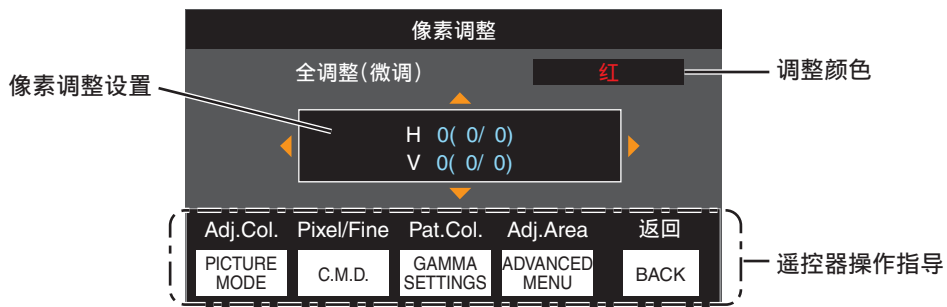 像素调整
全调整(微调) 红
调整颜色
像素调整设置
H 0( 0/ 0)
V 0( 0/ 0)
Adj.Col. Pixel/Fine Pat.Col. Adj.Area 返回
PICTURE MODE C.M.D. GAMMA SETTINGS ADVANCED MENU BACK
遥控器操作指导